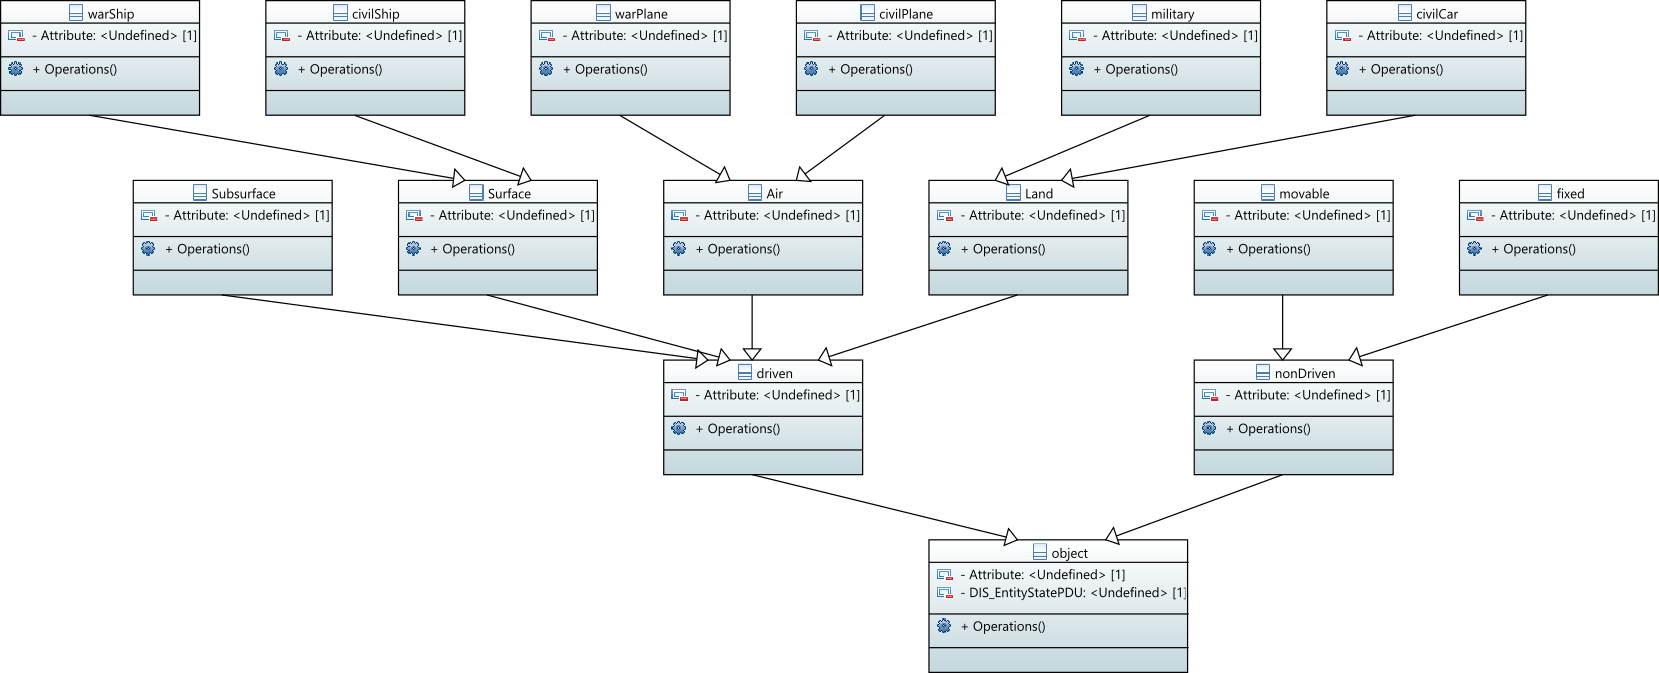 warShip
- Attribute: <Undefined> [1]
+ Operations()
civilShip
- Attribute: <Undefined> [1]
+ Operations()
warPlane
- Attribute: <Undefined> [1]
+ Operations()
civilPlane
- Attribute: <Undefined> [1]
+ Operations()
military
- Attribute: <Undefined> [1]
+ Operations()
civilCar
- Attribute: <Undefined> [1]
+ Operations()
Subsurface
- Attribute: <Undefined> [1]
+ Operations()
Surface
- Attribute: <Undefined> [1]
+ Operations()
Air
- Attribute: <Undefined> [1]
+ Operations()
Land
- Attribute: <Undefined> [1]
+ Operations()
movable
- Attribute: <Undefined> [1]
+ Operations()
fixed
- Attribute: <Undefined> [1]
+ Operations()
driven
- Attribute: <Undefined> [1]
+ Operations()
nonDriven
- Attribute: <Undefined> [1]
+ Operations()
object
- Attribute: <Undefined> [1]
- DIS_EntityStatePDU: <Undefined> [1]
+ Operations()